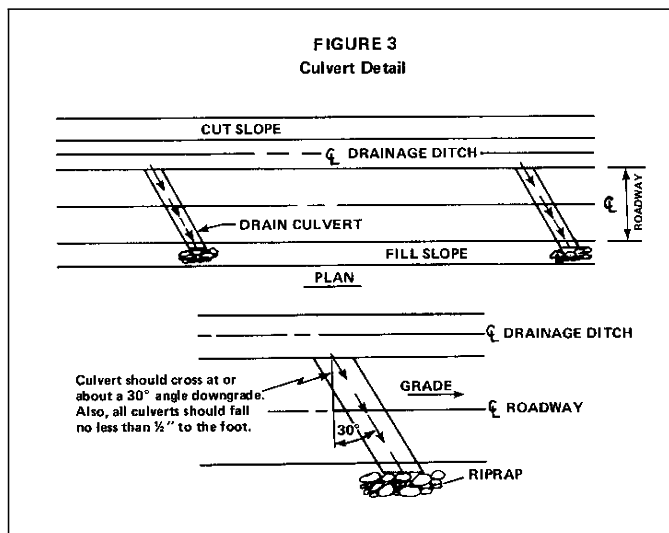 FIGURE 3
Culvert Detail
CUT SLOPE
℄ DRAINAGE DITCH
℄
ROADWAY
DRAIN CULVERT
FILL SLOPE
PLAN
℄ DRAINAGE DITCH
Culvert should cross at or
about a 30° angle downgrade.
Also, all culverts should fall
no less than ½″ to the foot.
GRADE
℄ ROADWAY
30°
RIPRAP